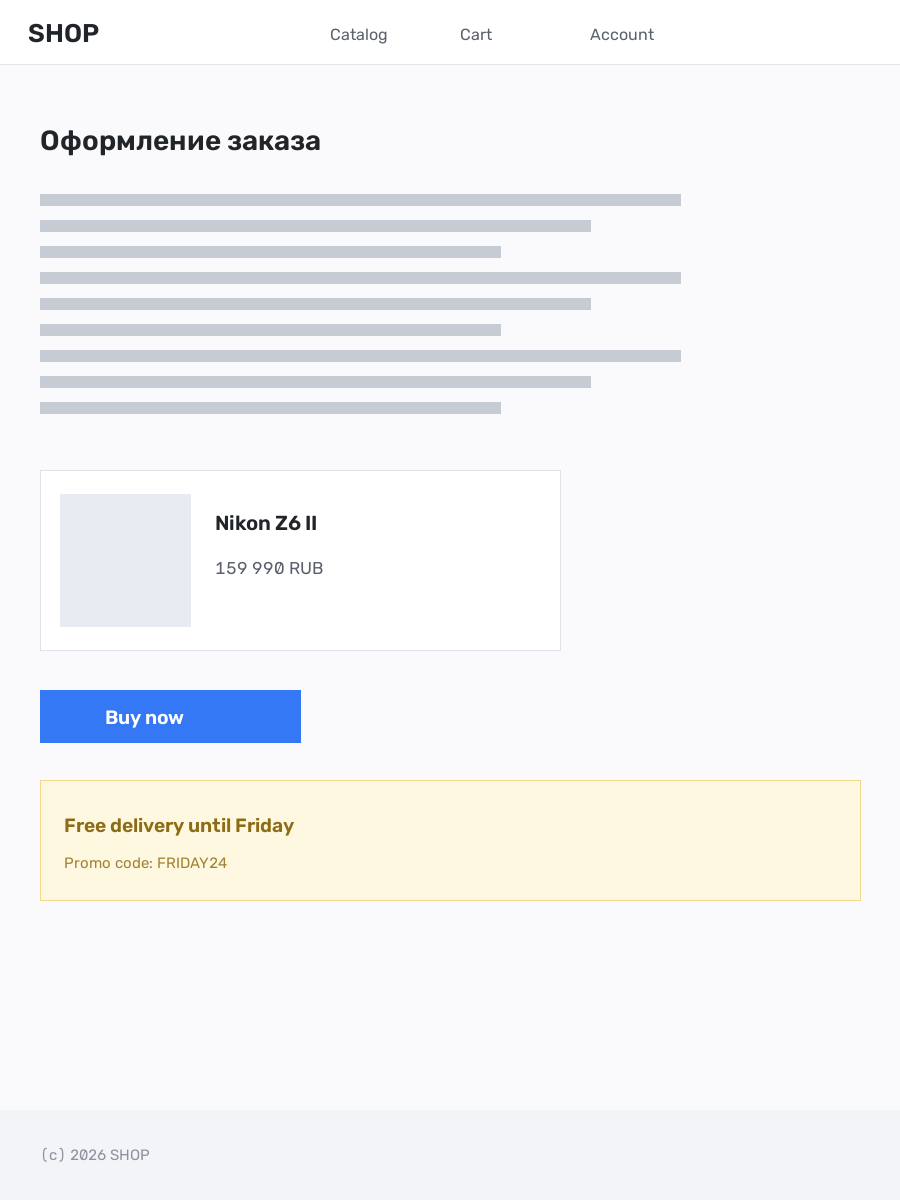 SHOP
Catalog
Cart
Account
Оформление заказа
Nikon Z6 II
159 990 RUB
Buy now
Free delivery until Friday
Promo code: FRIDAY24
(c) 2026 SHOP